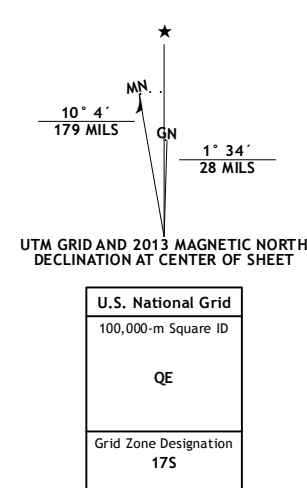 MN
GN
10° 4´
179 MILS
1° 34´
28 MILS
UTM GRID AND 2013 MAGNETIC NORTH
DECLINATION AT CENTER OF SHEET
U.S. National Grid
100,000-m Square ID
QE
Grid Zone Designation
17S